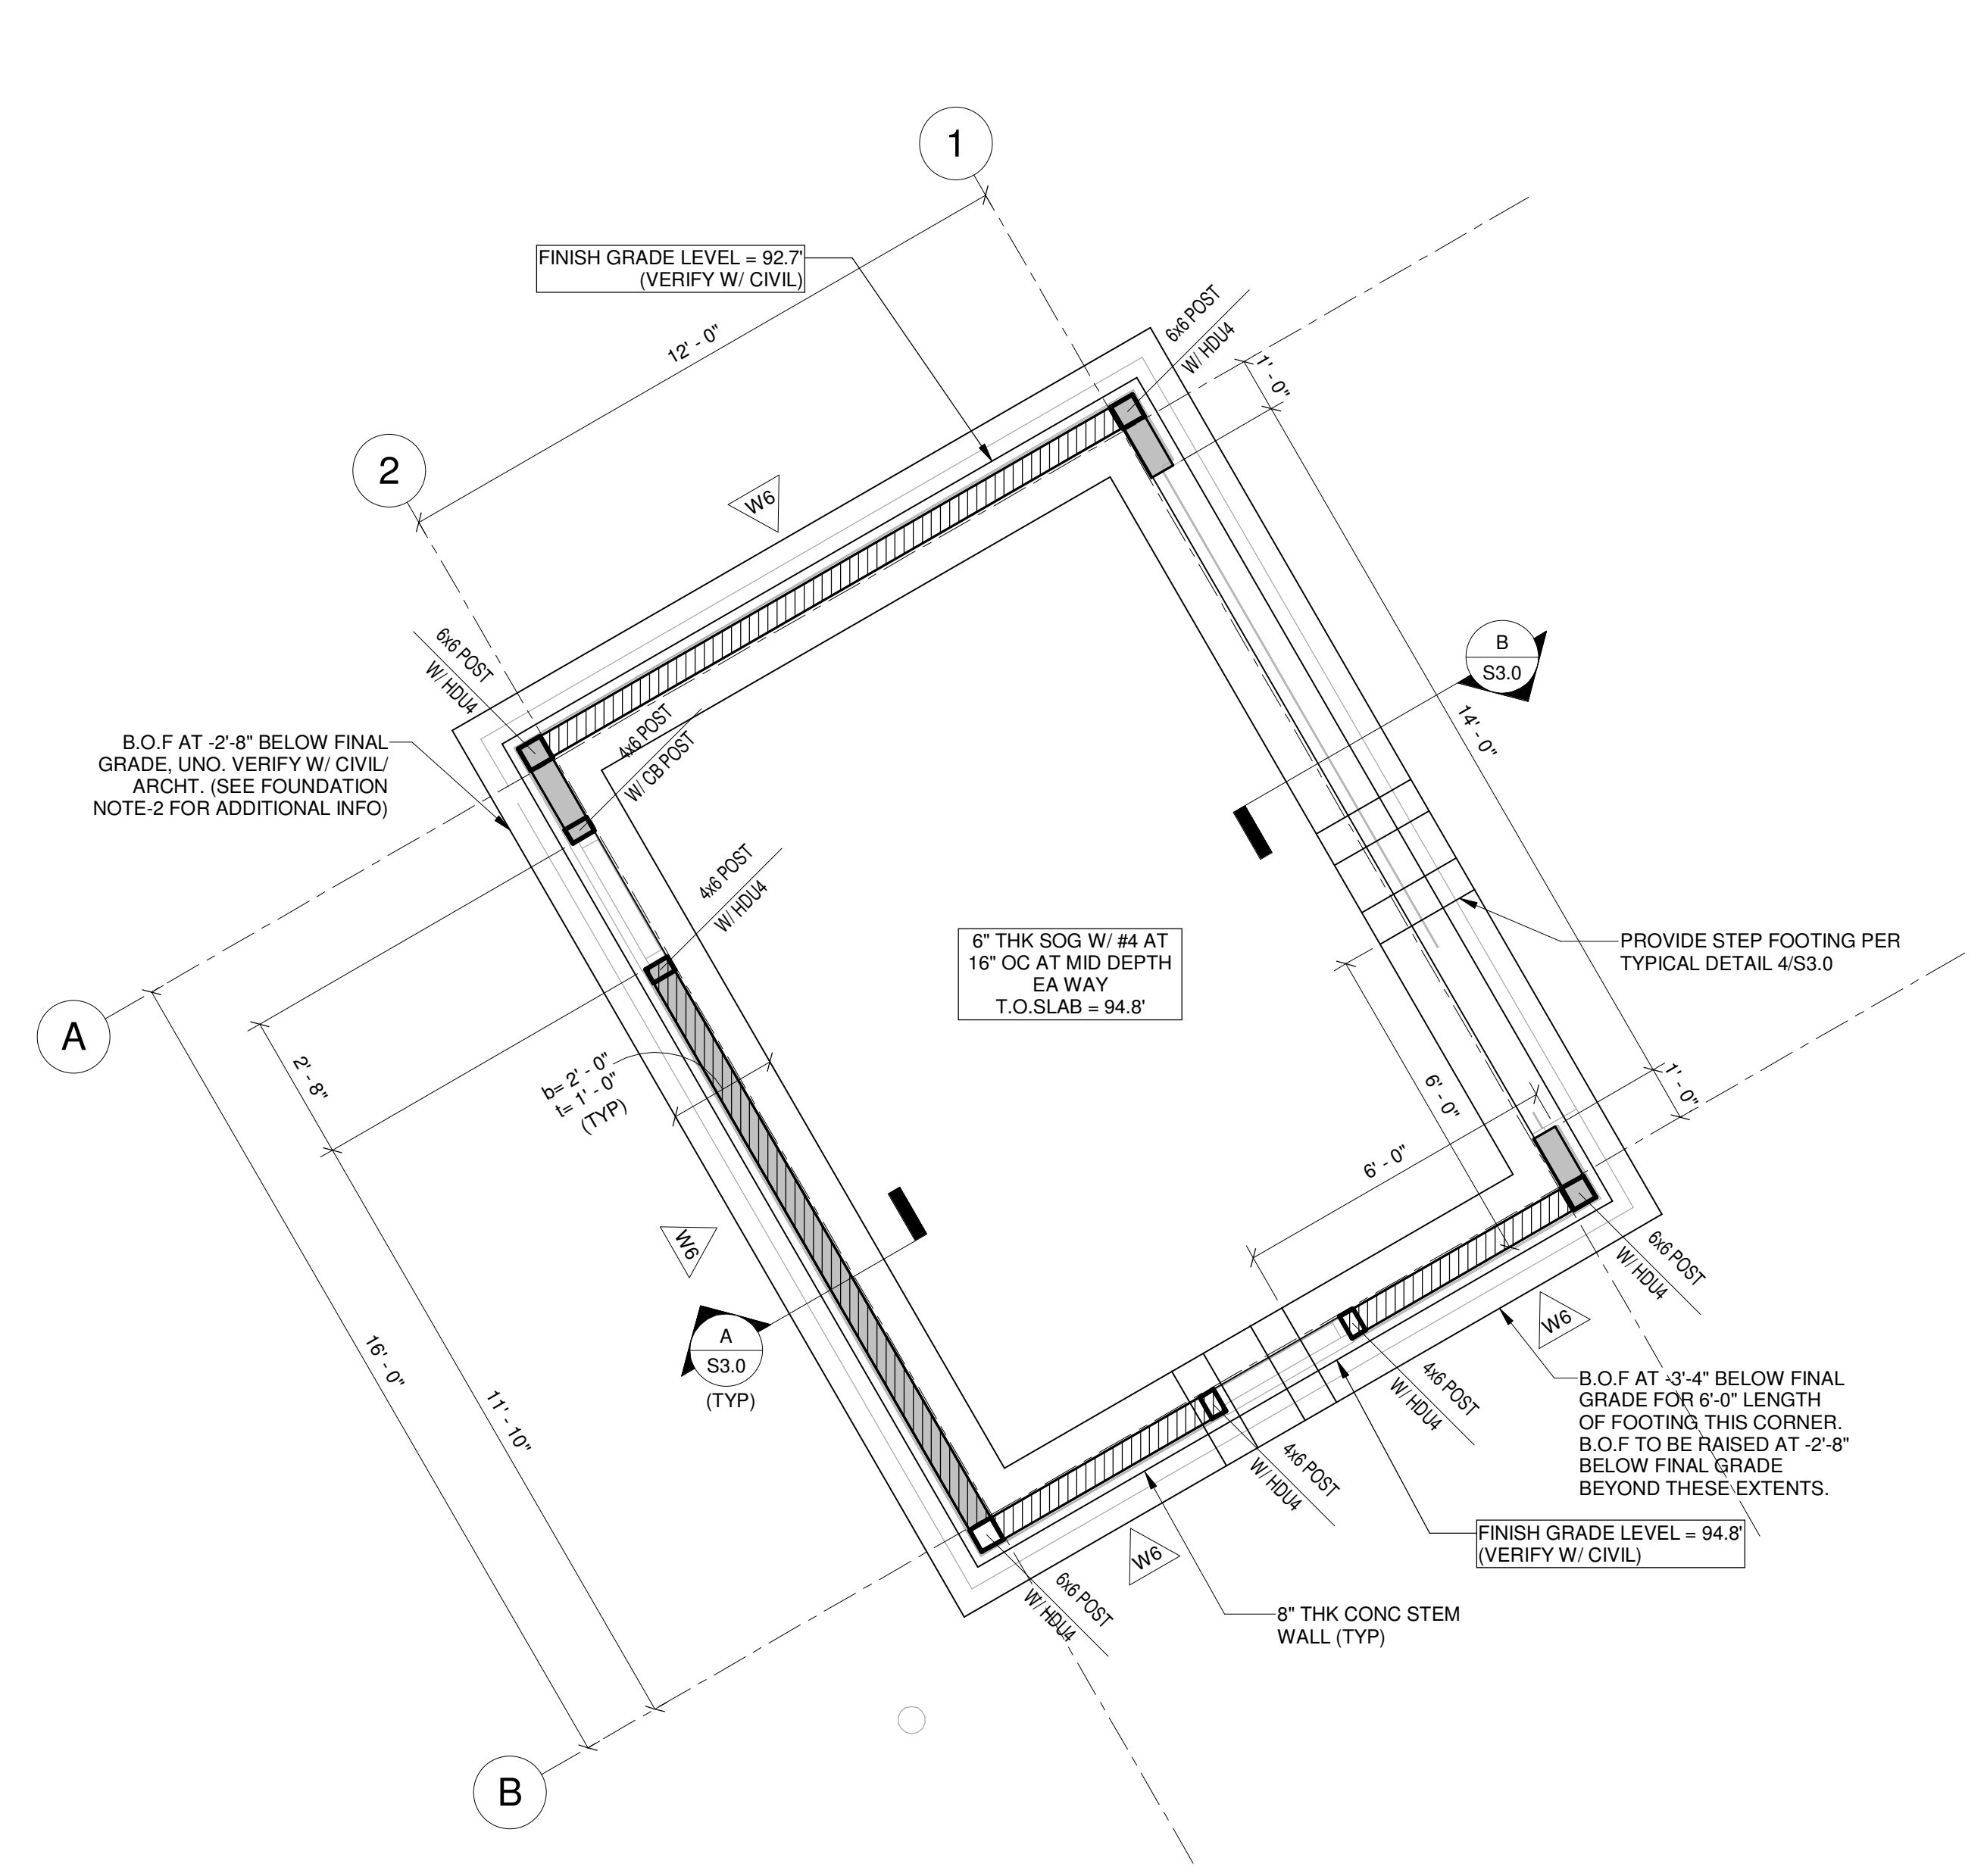 1
FINISH GRADE LEVEL = 92.7'
(VERIFY W/ CIVIL)
12' - 0"
6x6 POST
W/ HDU4
1' - 0"
2
W6
6x6 POST
W/ HDU4
4x6 POST
W/ CB POST
B
S3.0
14' - 0"
B.O.F AT -2'-8" BELOW FINAL
GRADE, UNO. VERIFY W/ CIVIL/
ARCHT. (SEE FOUNDATION
NOTE-2 FOR ADDITIONAL INFO)
4x6 POST
W/ HDU4
6" THK SOG W/ #4 AT
16" OC AT MID DEPTH
EA WAY
T.O.SLAB = 94.8'
PROVIDE STEP FOOTING PER
TYPICAL DETAIL 4/S3.0
A
2' - 8"
b= 2' - 0"
t= 1' - 0"
(TYP)
6' - 0"
6' - 0"
1' - 0"
W6
A
S3.0
(TYP)
16' - 0"
11' - 10"
6x6 POST
W/ HDU4
W6
4x6 POST
W/ HDU4
B.O.F AT -3'-4" BELOW FINAL
GRADE FOR 6'-0" LENGTH
OF FOOTING THIS CORNER.
B.O.F TO BE RAISED AT -2'-8"
BELOW FINAL GRADE
BEYOND THESE EXTENTS.
4x6 POST
W/ HDU4
FINISH GRADE LEVEL = 94.8'
(VERIFY W/ CIVIL)
W6
6x6 POST
W/ HDU4
8" THK CONC STEM
WALL (TYP)
B